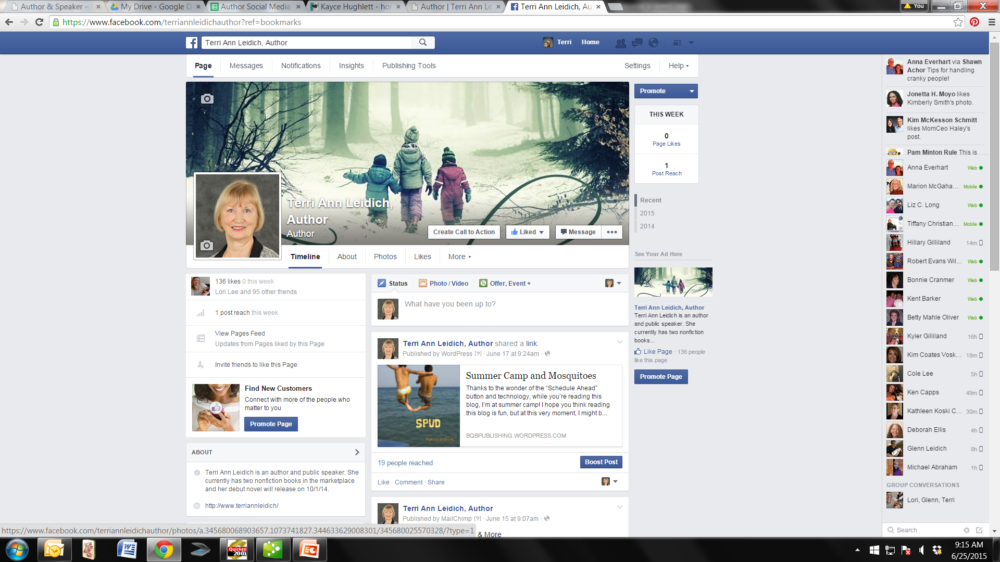 Author & Speaker –
My Drive - Google D
Author Social Media
Kayce Hughlett - hor
Author | Terri Ann Le
Terri Ann Leidich, Au
You
https://www.facebook.com/terriannleidichauthor?ref=bookmarks
Terri Ann Leidich, Author
Terri
Home
Page
Messages
Notifications
Insights
Publishing Tools
Settings
Help
Terri Ann Leidich,
Author
Author
Create Call to Action
Liked
Message
Timeline
About
Photos
Likes
More
Promote
THIS WEEK
0
Page Likes
1
Post Reach
Recent
2015
2014
136 likes 0 this week
Lori Lee and 95 other friends
1 post reach this week
View Pages Feed
Updates from Pages liked by this Page
Invite friends to like this Page
Find New Customers
Connect with more of the people who
matter to you
Promote Page
ABOUT
Terri Ann Leidich is an author and public speaker. She
currently has two nonfiction books in the marketplace
and her debut novel will release on 10/1/14.
http://www.terriannleidich/
Status
Photo / Video
Offer, Event +
What have you been up to?
Terri Ann Leidich, Author shared a link.
Published by WordPress [?] · June 17 at 9:24am ·
SPUD
Summer Camp and Mosquitoes
Thanks to the wonder of the “Schedule Ahead”
button and technology, while you’re reading this
blog, I’m at summer camp! I hope you think reading
this blog is fun, but at this very moment, I might b...
BQBPUBLISHING.WORDPRESS.COM
19 people reached
Boost Post
Like · Comment · Share
Terri Ann Leidich, Author
Published by MailChimp [?] · June 15 at 9:07am ·
& More
See Your Ad Here
Terri Ann Leidich, Author
Terri Ann Leidich is an author
and public speaker. She
currently has two nonfiction
books...
Like Page · 136 people
like this page
Promote Page
Anna Everhart via Shawn
Achor Tips for handling
cranky people!
Jonetta H. Moyo likes
Kimberly Smith's photo.
Kim McKesson Schmitt
likes MomCeo Haley's
post.
Pam Minton Rule This is
Anna Everhart Web
Marion McGaha... Mobile
Liz C. Long Web
Tiffany Christian... Mobile
Hillary Gilliland 14m
Robert Evans Wil... Web
Bonnie Cranmer Web
Kent Barker Web
Betty Mahle Oliver Web
Kyler Gilliland 16h
Kim Coates Vosk... 18m
Cole Lee 5h
Ken Capps 49m
Kathleen Koski C... 30m
Deborah Ellis 4h
Glenn Leidich 8h
Michael Abraham 1h
GROUP CONVERSATIONS
Lori, Glenn, Terri
Search
https://www.facebook.com/terriannleidichauthor/photos/a.345680068903657.1073741827.344633629008301/345680025570328/?type=1
Quicken
2001
9:15 AM
6/25/2015